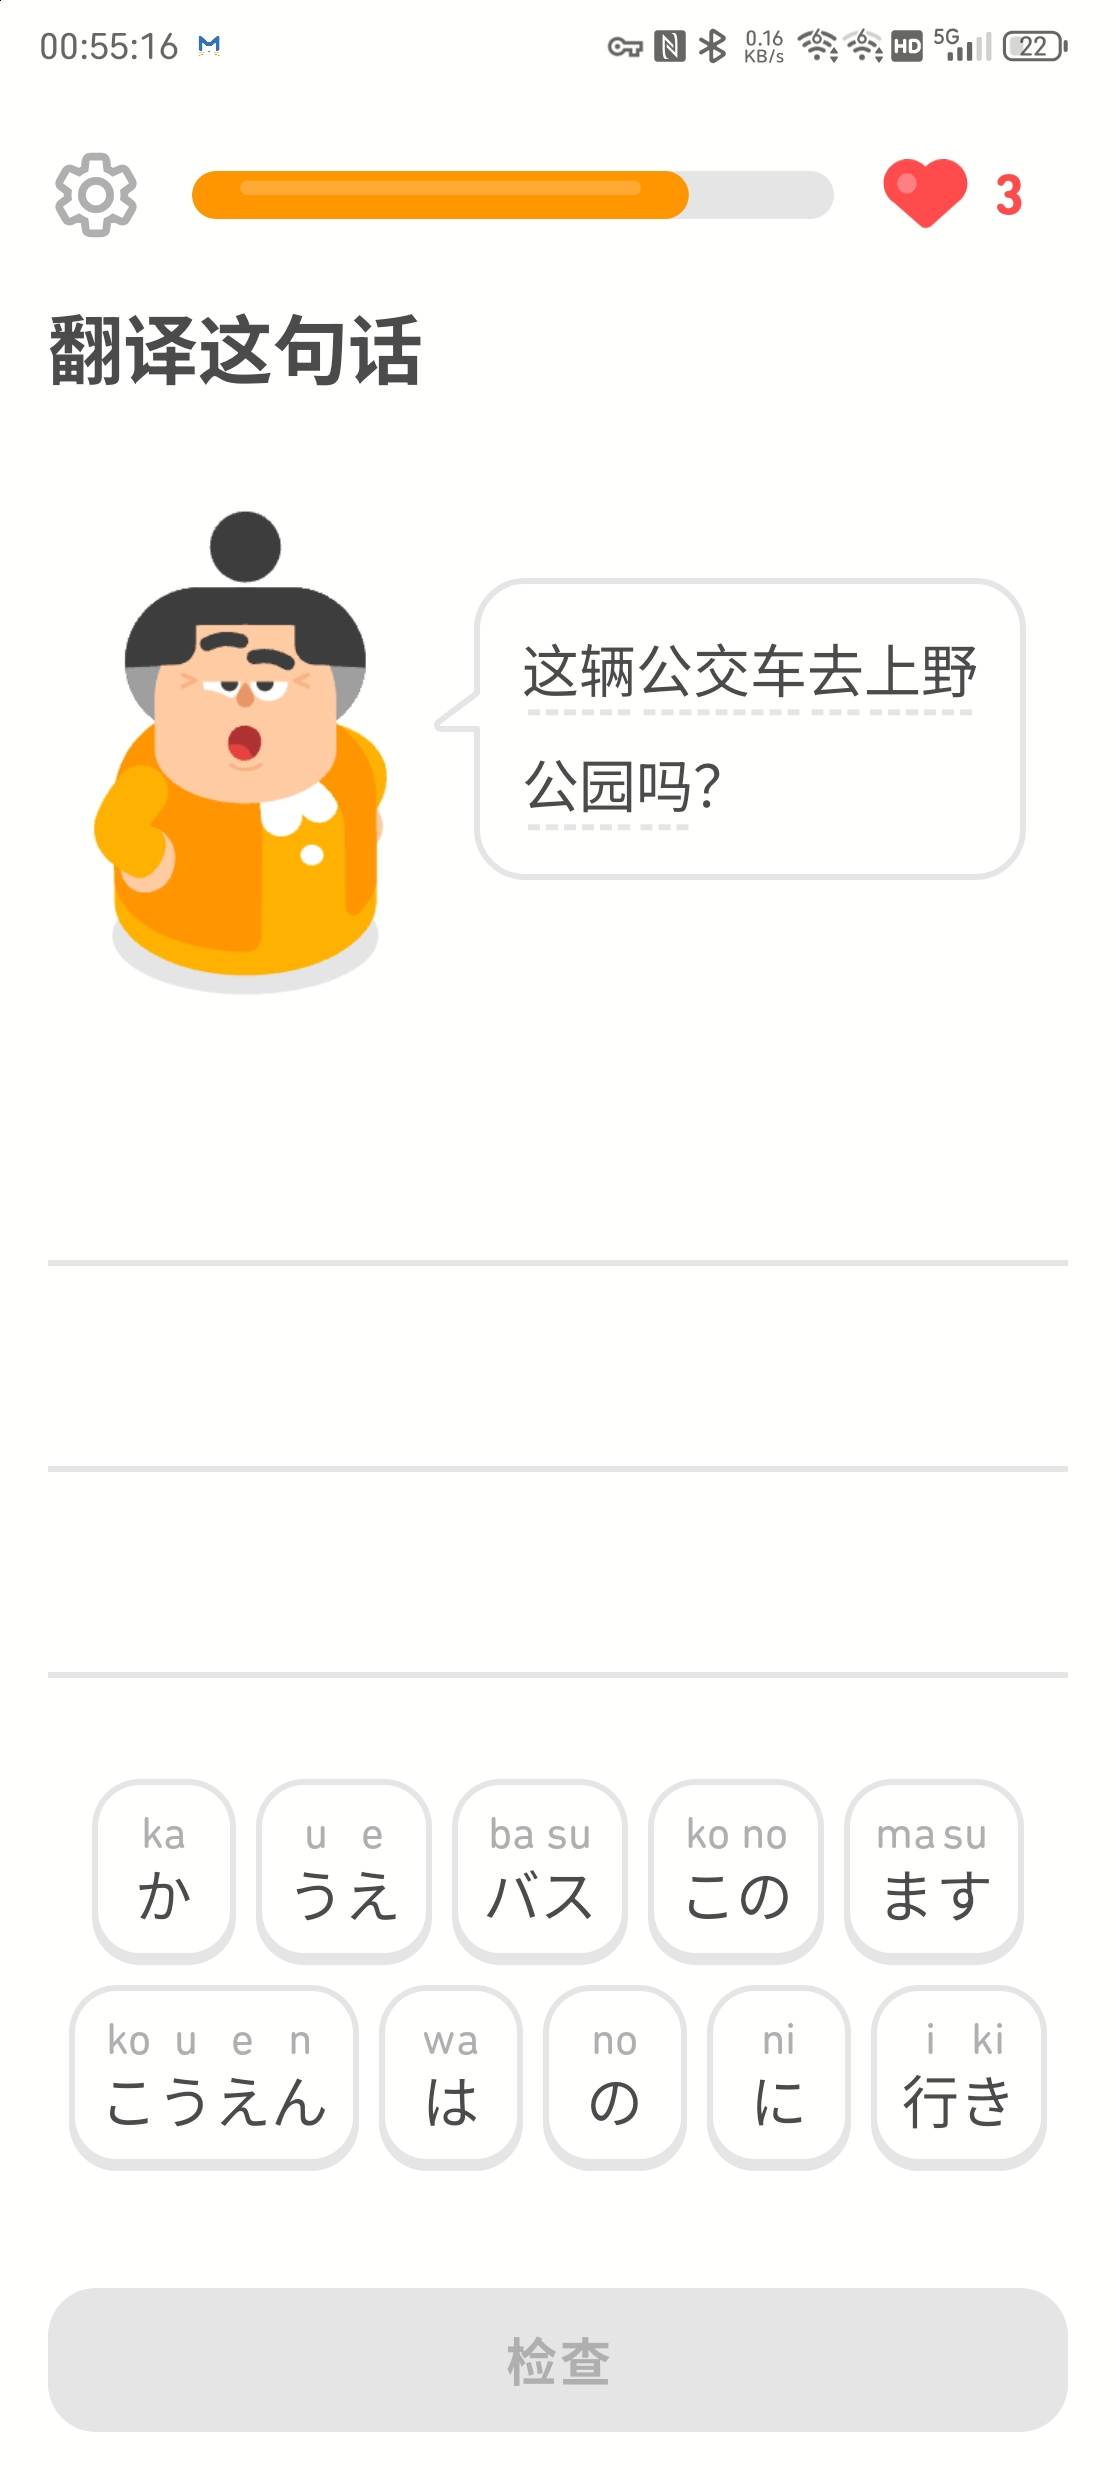 00:55:16 0.16 KB/s 6 6 HD 5G 22
3
翻译这句话
这辆公交车去上野
公园吗？
ka u e ba su ko no ma su
か うえ バス この ます
ko u e n wa no ni i ki
こうえん は の に 行き
检查